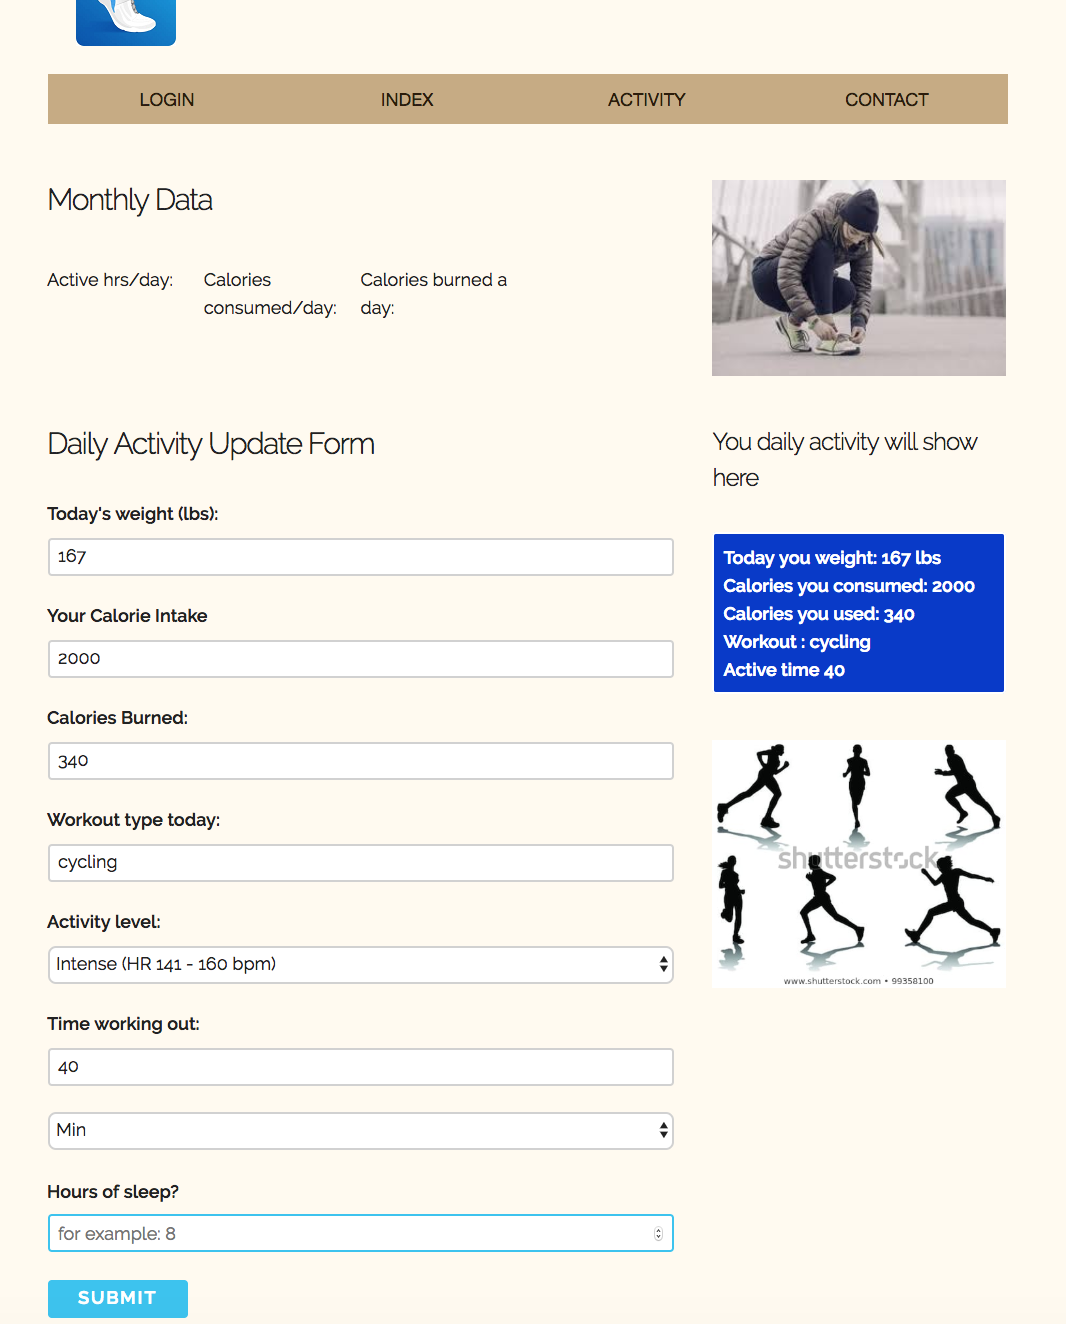 LOGIN INDEX ACTIVITY CONTACT
Monthly Data
Active hrs/day:
Calories
consumed/day:
Calories burned a
day:
Daily Activity Update Form
Today's weight (lbs):
167
Your Calorie Intake
2000
Calories Burned:
340
Workout type today:
cycling
Activity level:
Intense (HR 141 - 160 bpm)
Time working out:
40
Min
Hours of sleep?
for example: 8
SUBMIT
You daily activity will show
here
Today you weight: 167 lbs
Calories you consumed: 2000
Calories you used: 340
Workout : cycling
Active time 40
shutterstock
www.shutterstock.com • 99358100